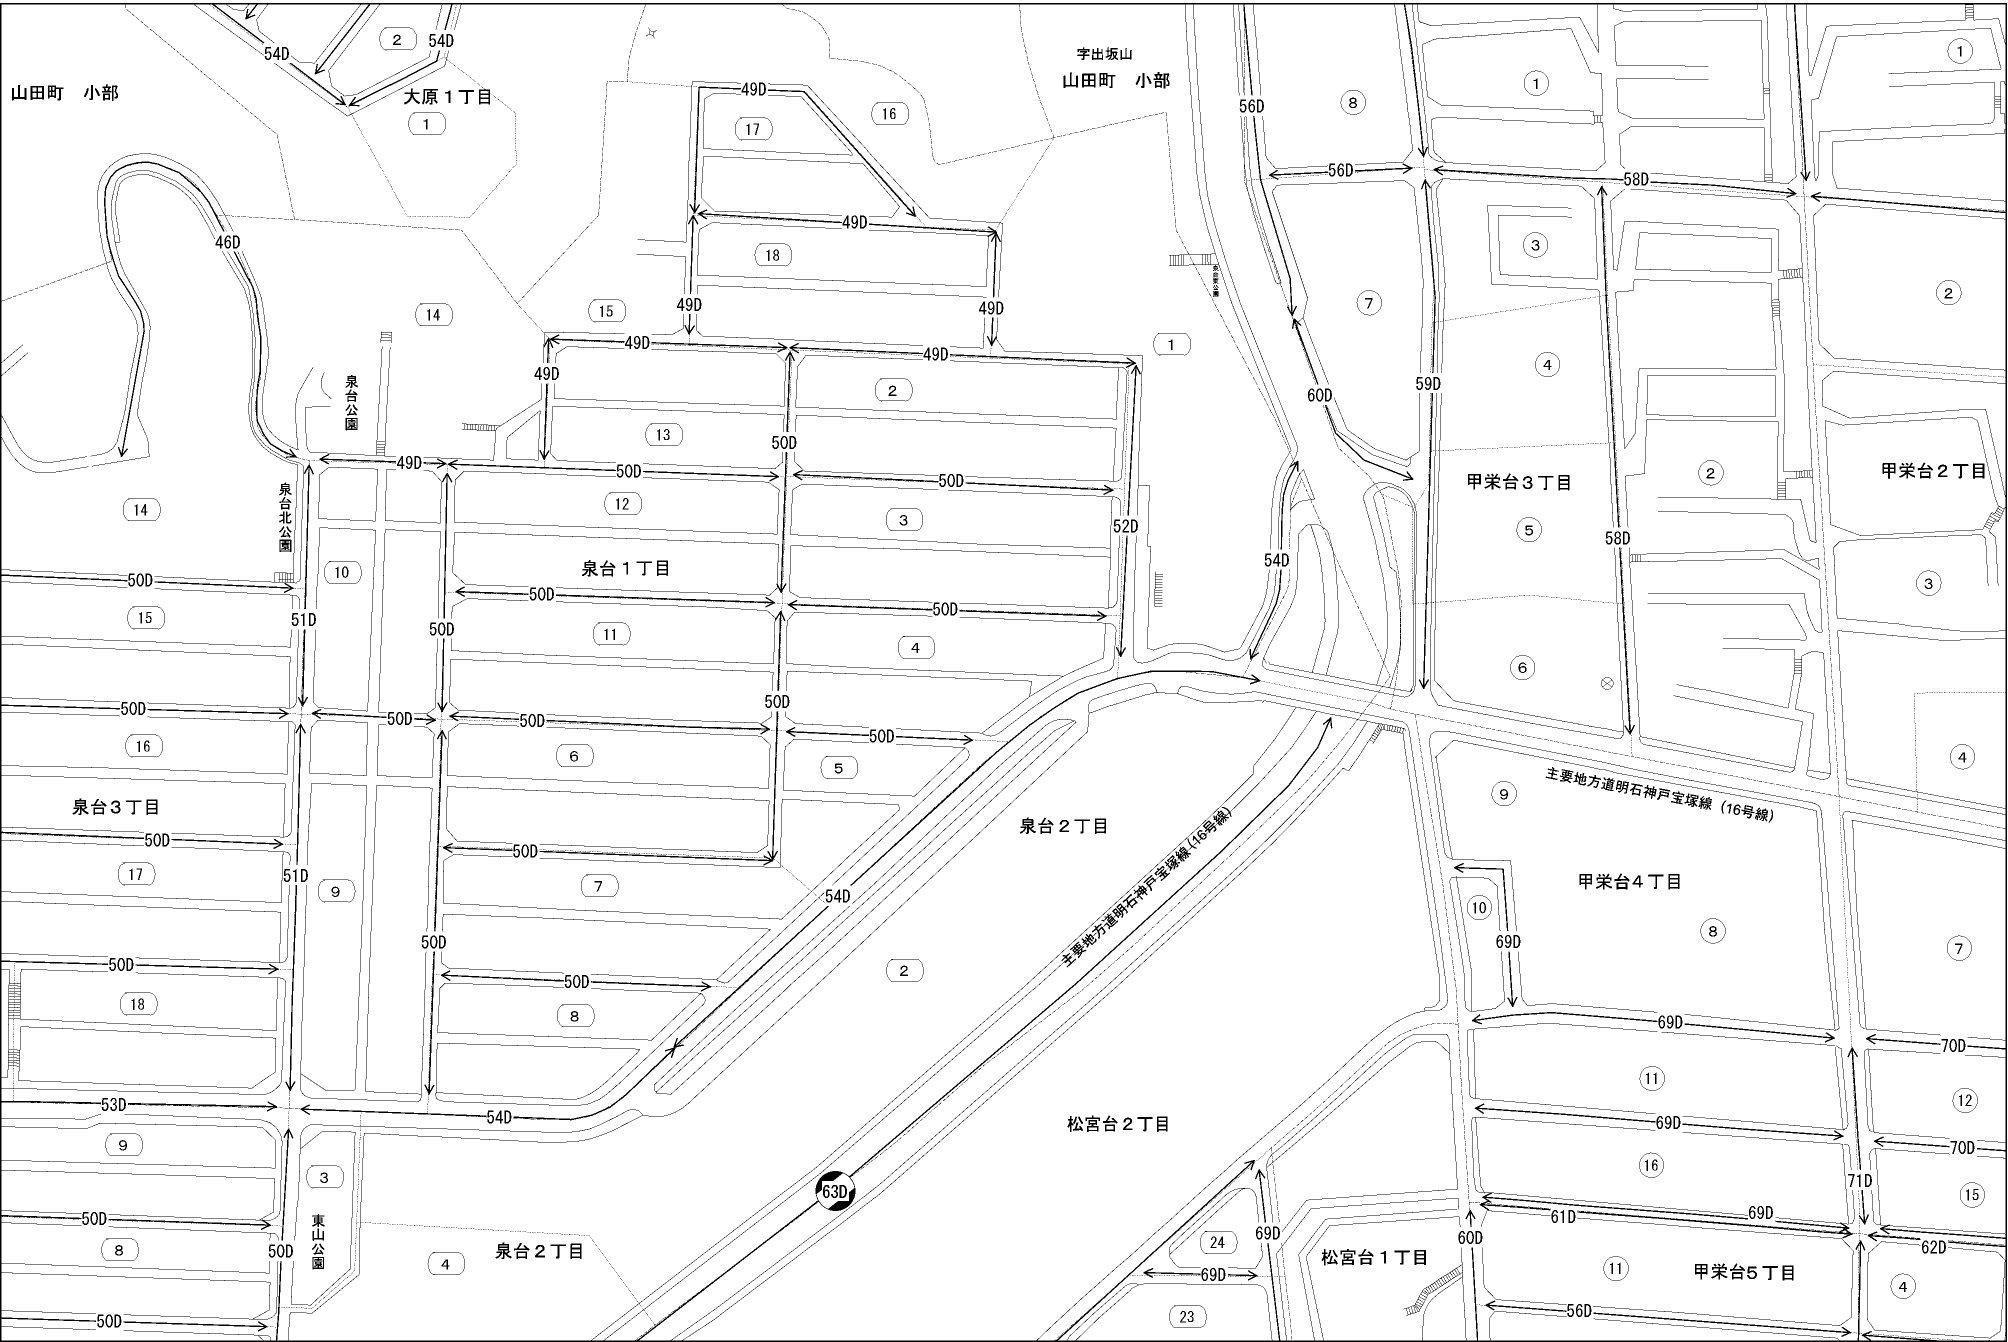 54D
2
54D
山田町　小部
大原１丁目
1
字出坂山
山田町　小部
49D
17
16
56D
8
56D
1
1
58D
49D
46D
18
3
49D
49D
15
14
49D
49D
1
7
2
泉台公園
49D
2
4
59D
60D
13
50D
49D
50D
50D
2
甲栄台３丁目
甲栄台２丁目
泉台北公園
14
12
3
52D
5
58D
10
泉台１丁目
54D
50D
50D
50D
3
15
51D
50D
11
4
6
50D
50D
50D
50D
50D
16
6
5
4
主要地方道明石神戸宝塚線（16号線）
9
泉台３丁目
泉台２丁目
主要地方道明石神戸宝塚線（16号線）
50D
50D
17
51D
9
7
54D
甲栄台４丁目
10
8
69D
7
50D
50D
50D
2
18
8
69D
70D
11
12
53D
54D
松宮台２丁目
69D
70D
9
3
16
15
63D
71D
50D
50D
東山公園
8
4
泉台２丁目
24
69D
69D
松宮台１丁目
60D
61D
69D
62D
11
甲栄台５丁目
4
50D
23
56D